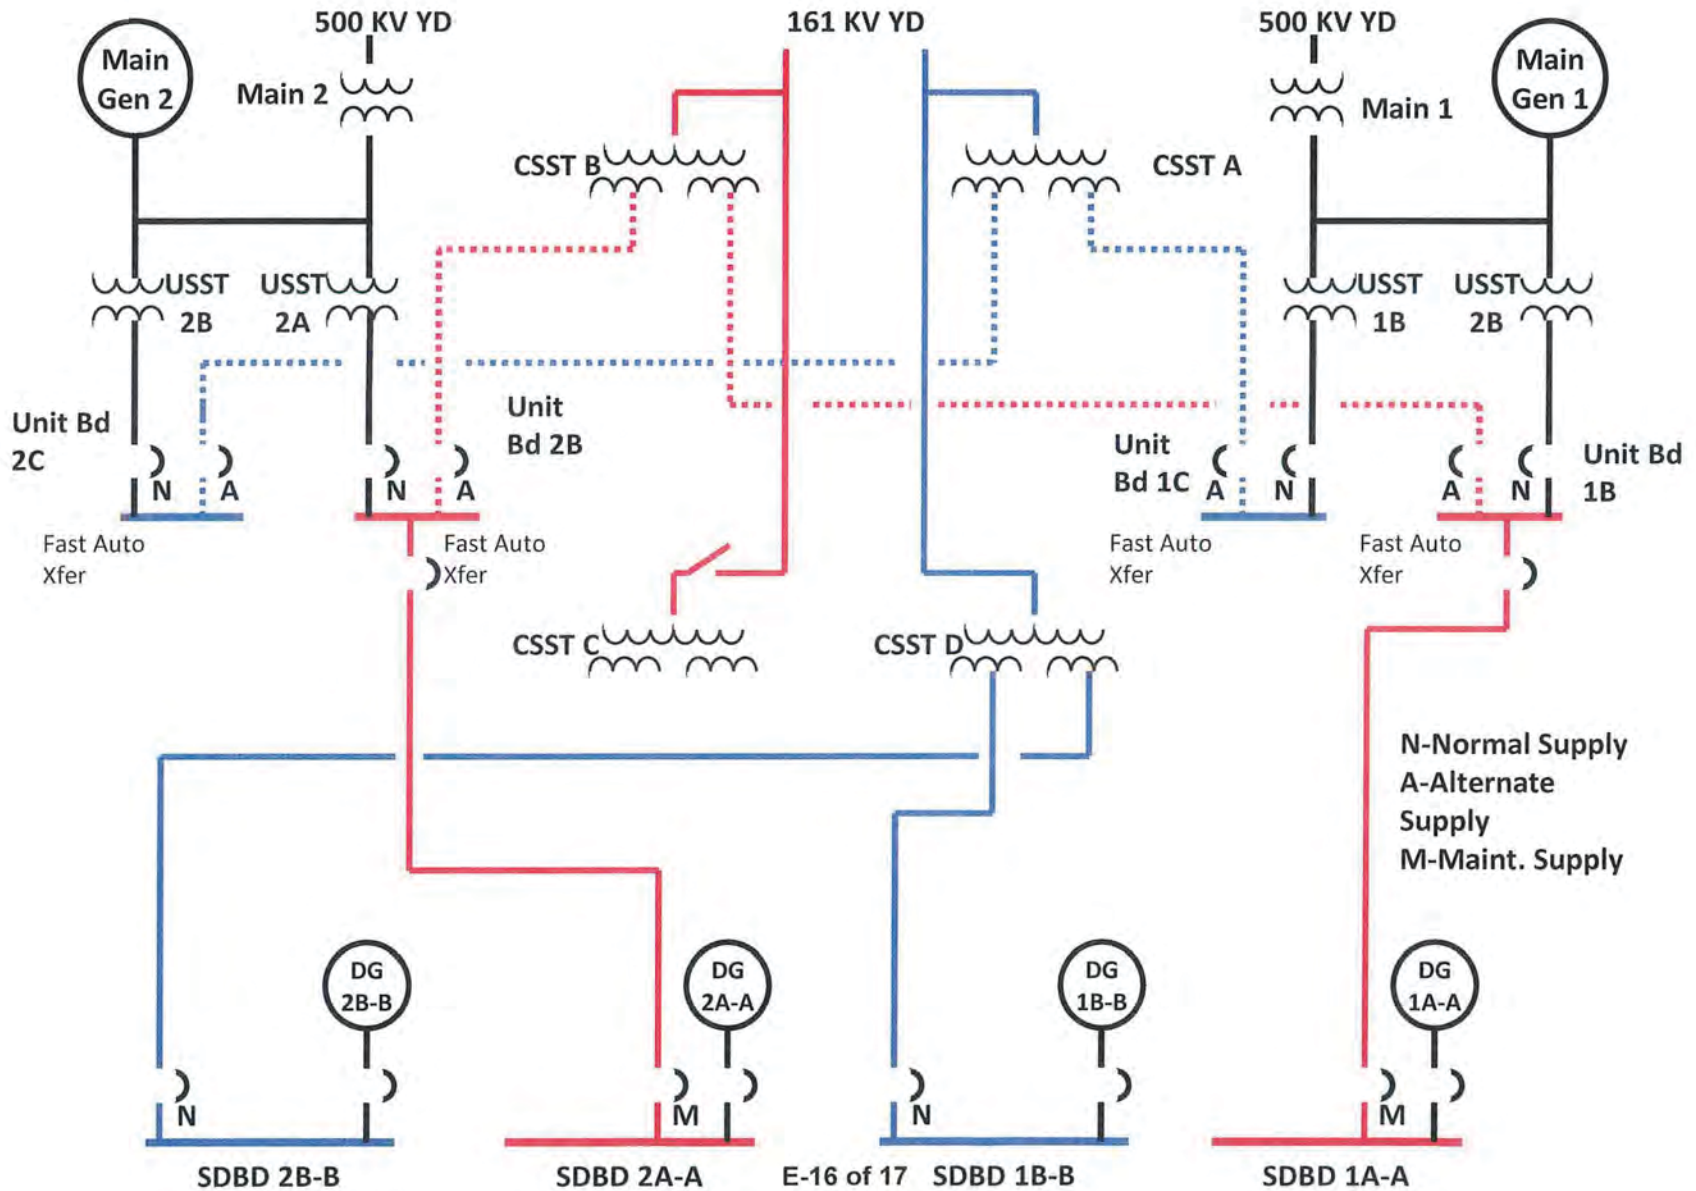 500 KV YD
161 KV YD
500 KV YD
Main
Gen 2
Main 2
Main 1
Main
Gen 1
CSST B
CSST A
USST
2B
USST
2A
USST
1B
USST
2B
Unit Bd
2C
Unit
Bd 2B
Unit
Bd 1C
Unit Bd
1B
N
A
N
A
A
N
A
N
Fast Auto
Xfer
Fast Auto
Xfer
Fast Auto
Xfer
Fast Auto
Xfer
CSST C
CSST D
N-Normal Supply
A-Alternate
Supply
M-Maint. Supply
DG
2B-B
DG
2A-A
DG
1B-B
DG
1A-A
N
M
N
M
SDBD 2B-B
SDBD 2A-A
E-16 of 17
SDBD 1B-B
SDBD 1A-A